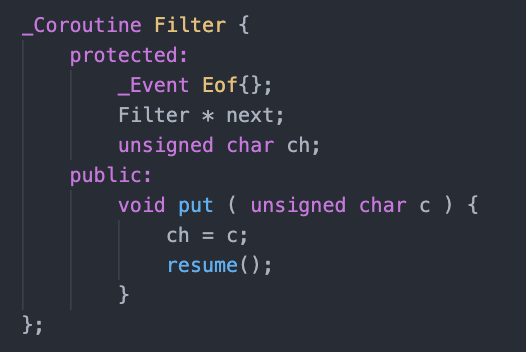 _Coroutine Filter {
    protected:
        _Event Eof{};
        Filter * next;
        unsigned char ch;
    public:
        void put ( unsigned char c ) {
            ch = c;
            resume();
        }
};